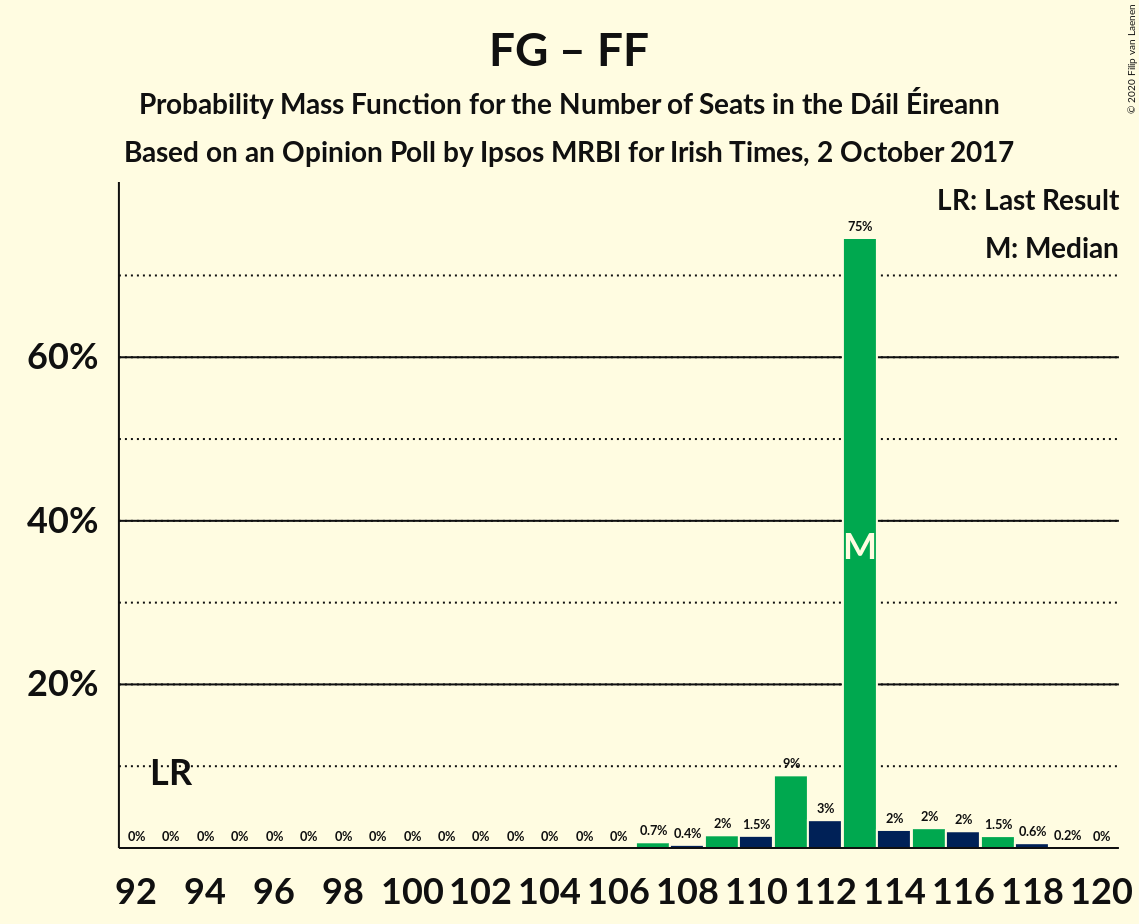 FG – FF
Probability Mass Function for the Number of Seats in the Dáil Éireann
Based on an Opinion Poll by Ipsos MRBI for Irish Times, 2 October 2017
© 2020 Filip van Laenen
LR: Last Result
M: Median
75%
60%
40%
M
20%
LR
9%
0% 0% 0% 0% 0% 0% 0% 0% 0% 0% 0% 0% 0% 0% 0% 0.7% 0.4% 2% 1.5% 3% 2% 2% 2% 1.5% 0.6% 0.2% 0%
92 94 96 98 100 102 104 106 108 110 112 114 116 118 120